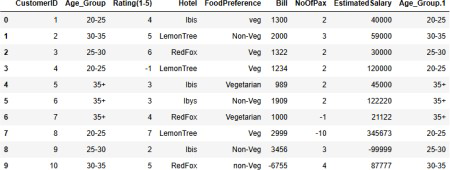 CustomerID Age_Group Rating(1-5) Hotel FoodPreference Bill NoOfPax EstimatedSalary Age_Group.1
0 1 20-25 4 Ibis veg 1300 2 40000 20-25
1 2 30-35 5 LemonTree Non-Veg 2000 3 59000 30-35
2 3 25-30 6 RedFox Veg 1322 2 30000 25-30
3 4 20-25 -1 LemonTree Veg 1234 2 120000 20-25
4 5 35+ 3 Ibis Vegetarian 989 2 45000 35+
5 6 35+ 3 Ibys Non-Veg 1909 2 122220 35+
6 7 35+ 4 RedFox Vegetarian 1000 -1 21122 35+
7 8 20-25 7 LemonTree Veg 2999 -10 345673 20-25
8 9 25-30 2 Ibis Non-Veg 3456 3 -99999 25-30
9 10 30-35 5 RedFox non-Veg -6755 4 87777 30-35